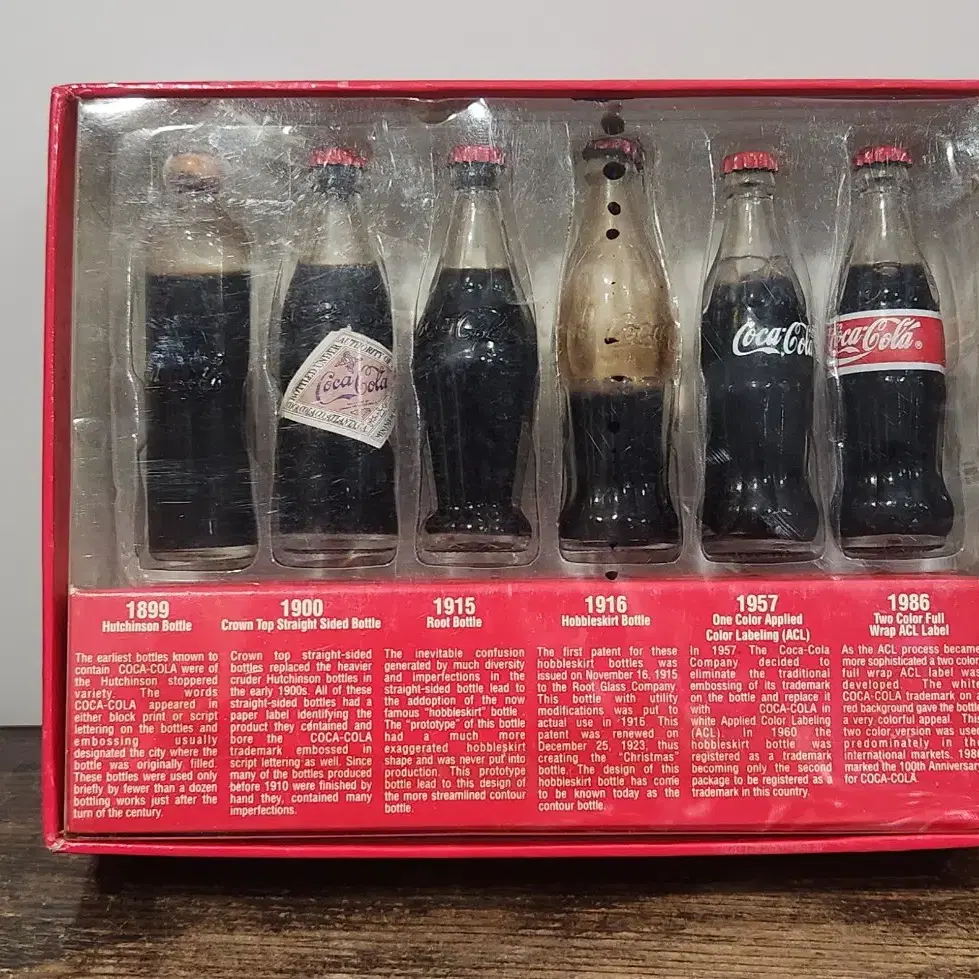 AUTHORITY OF
Coca-Cola
Coca-Cola
Coca-Colá®
1899
Hutchinson Bottle
The earliest bottles known to
contain COCA-COLA were of
the Hutchinson stoppered
variety. The words
COCA-COLA appeared in
either block print or script
lettering on the bottles and
embossing usually
designated the city where the
bottle was originally filled.
These bottles were used only
briefly by fewer than a dozen
bottling works just after the
turn of the century.
1900
Crown Top Straight Sided Bottle
Crown top straight-sided
bottles replaced the heavier
cruder Hutchinson bottles in
the early 1900s. All of these
straight-sided bottles had a
paper label identifying the
product they contained and
bore the COCA-COLA
trademark embossed in
script lettering as well. Since
many of the bottles produced
before 1910 were finished by
hand they, contained many
imperfections.
1915
Root Bottle
The inevitable confusion
generated by much diversity
and imperfections in the
straight-sided bottle lead to
the addoption of the now
famous "hobbleskirt" bottle
The "prototype" of this bottle
had a much more
exaggerated hobbleskirt
shape and was never put into
production. This prototype
bottle lead to this design of
the more streamlined contour
bottle.
1916
Hobbleskirt Bottle
The first patent for these
hobbleskirt bottles was
issued on November 16, 1915
to the Root Glass Company.
This bottle with utility
modifications was put to
actual use in 1916. This
patent was renewed on
December 25, 1923, thus
creating the "Christmas"
bottle. The design of this
hobbleskirt bottle has come
to be known today as the
contour bottle.
1957
One Color Applied
Color Labeling (ACL)
In 1957 The Coca-Cola
Company decided to
eliminate the traditional
embossing of its trademark
on the bottle and replace it
with COCA-COLA in
white Applied Color Labeling
(ACL). In 1960 the
hobbleskirt bottle was
registered as a trademark
becoming only the second
package to be registered as a
trademark in this country.
1986
Two Color Full
Wrap ACL Label
As the ACL process became
more sophisticated a two color
full wrap ACL label was
developed. The white
COCA-COLA trademark on
red background gave the bottle
a very colorful appeal. This
two color version was used
predominately in
international markets. 198
marked the 100th Anniversary
for COCA-COLA.